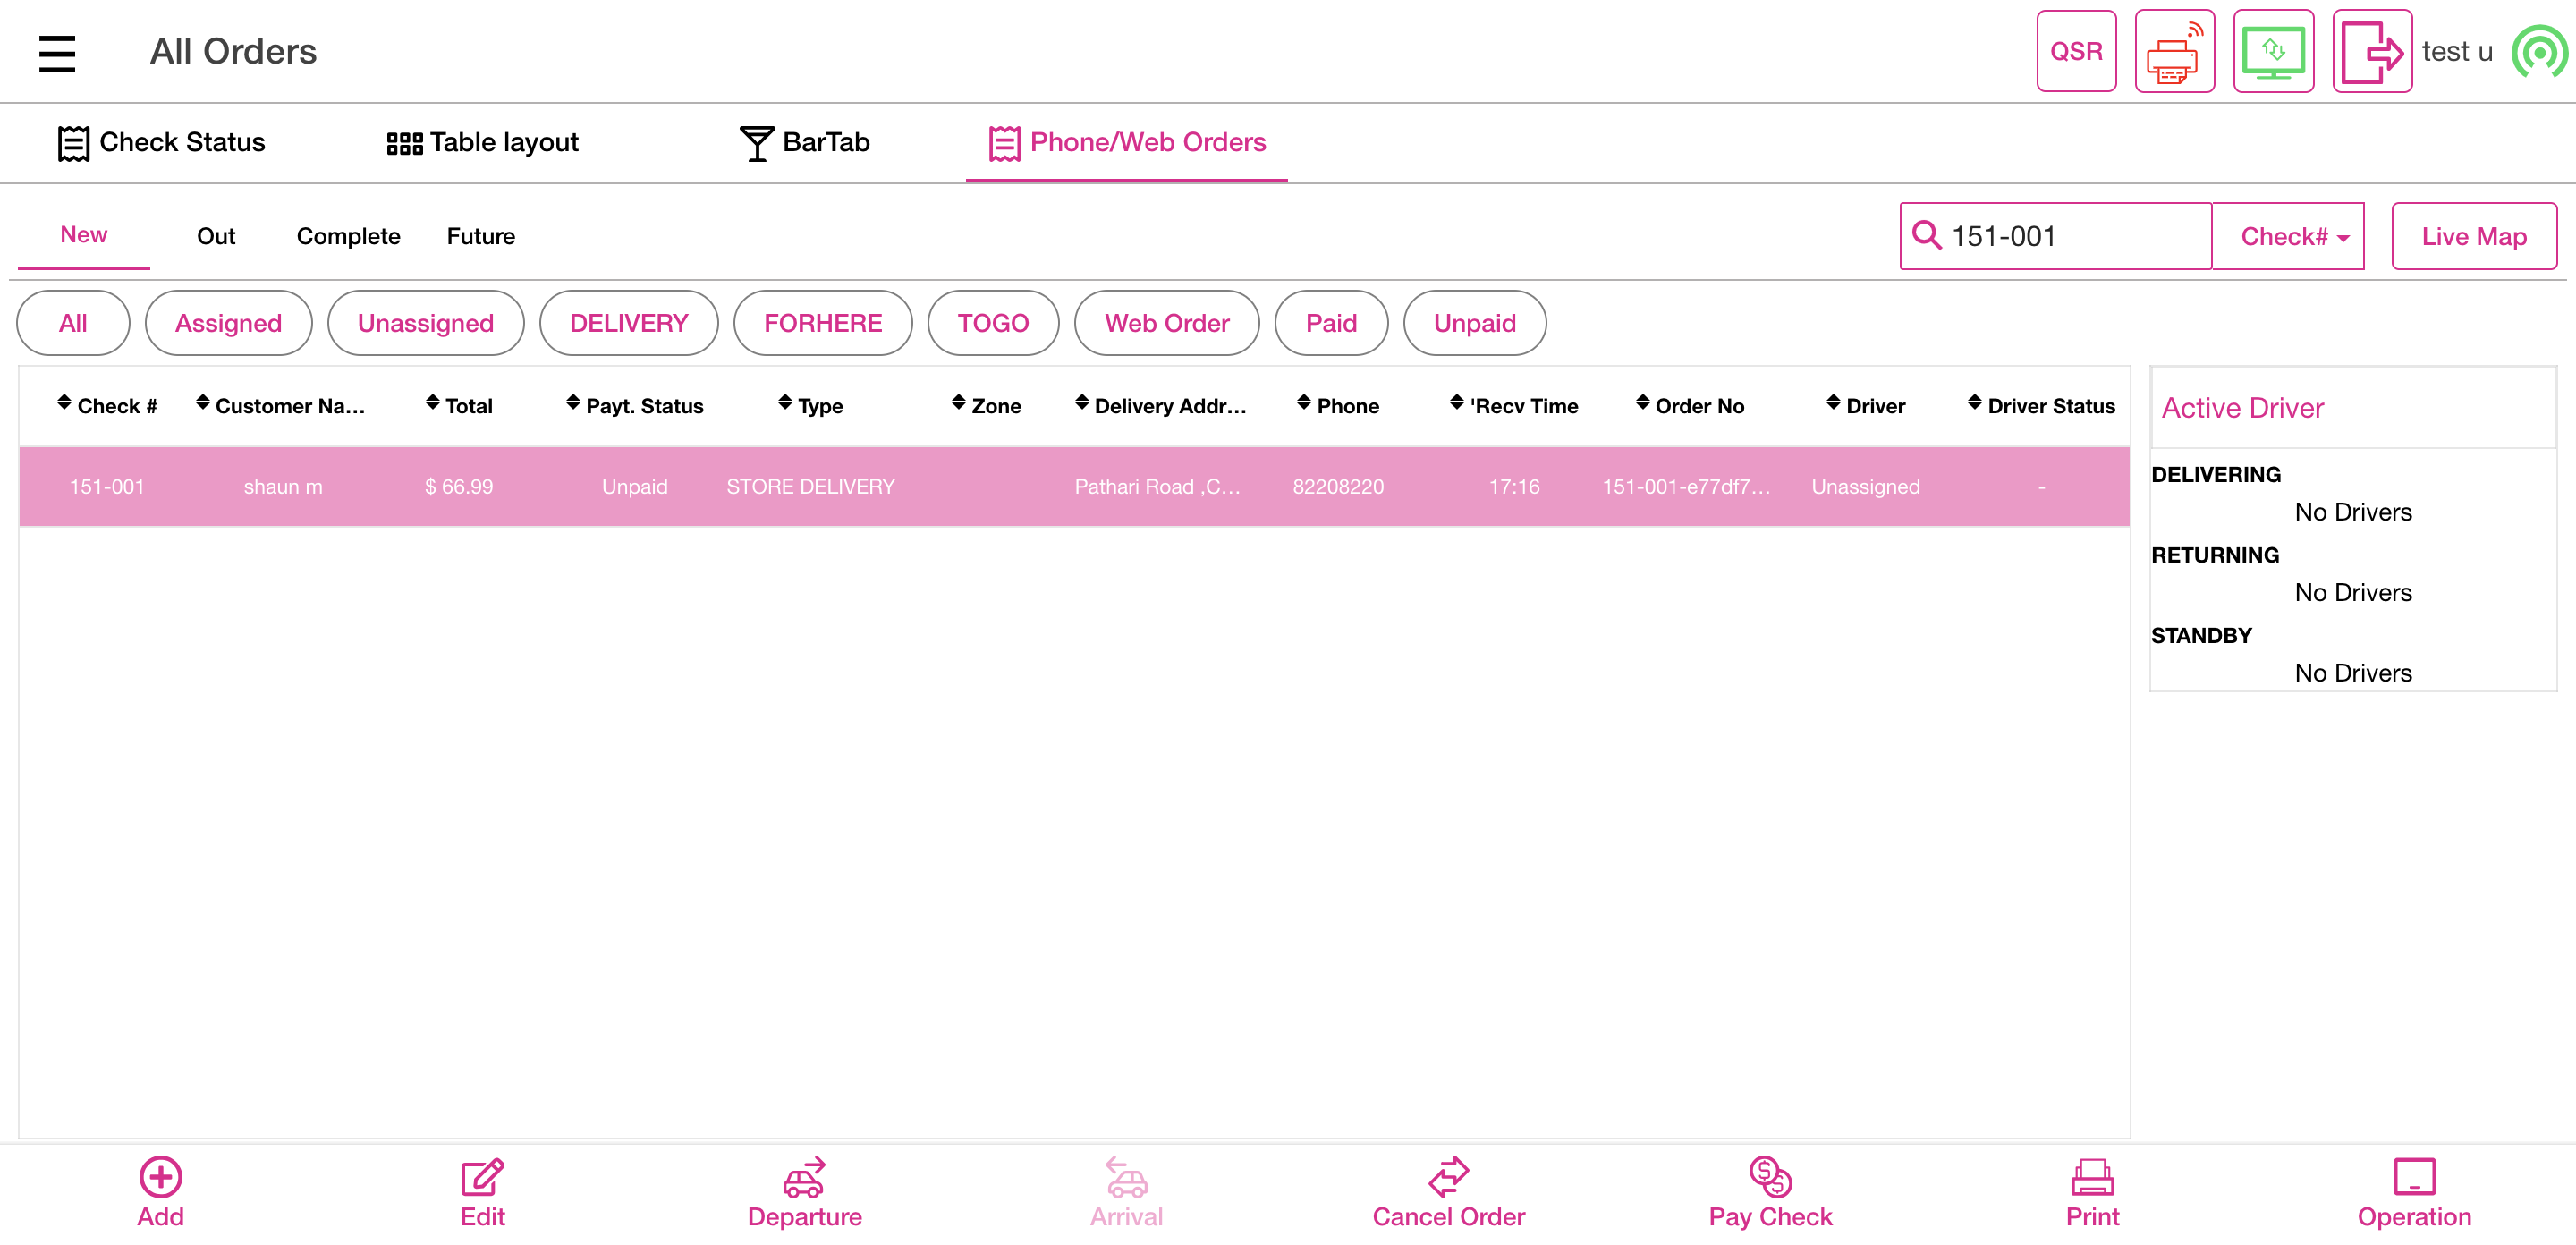 All Orders
QSR
test u
Check Status
Table layout
BarTab
Phone/Web Orders
New
Out
Complete
Future
151-001
Check#
Live Map
All
Assigned
Unassigned
DELIVERY
FORHERE
TOGO
Web Order
Paid
Unpaid
Check # Customer Na... Total Payt. Status Type Zone Delivery Addr... Phone 'Recv Time Order No Driver Driver Status
151-001 shaun m $ 66.99 Unpaid STORE DELIVERY Pathari Road ,C... 82208220 17:16 151-001-e77df7... Unassigned -
Active Driver
DELIVERING
No Drivers
RETURNING
No Drivers
STANDBY
No Drivers
Add
Edit
Departure
Arrival
Cancel Order
Pay Check
Print
Operation